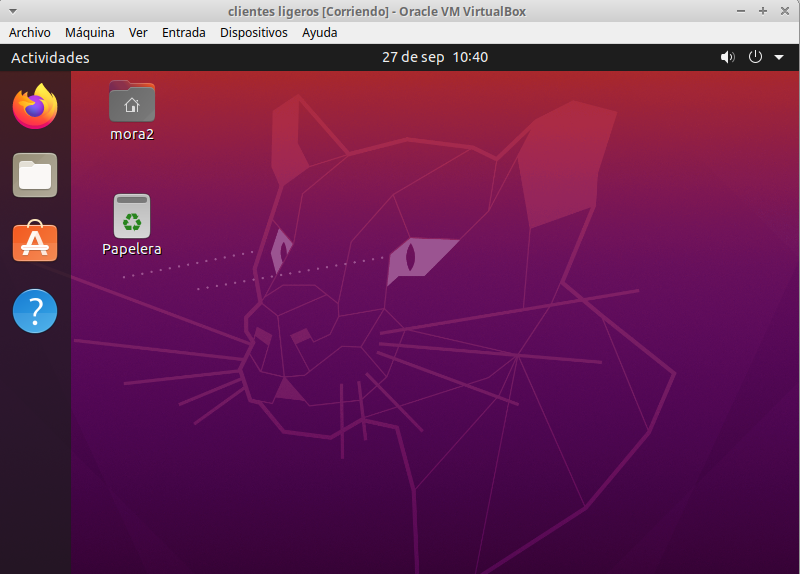 clientes ligeros [Corriendo] - Oracle VM VirtualBox
Archivo Máquina Ver Entrada Dispositivos Ayuda
Actividades 27 de sep 10:40
mora2
Papelera
?